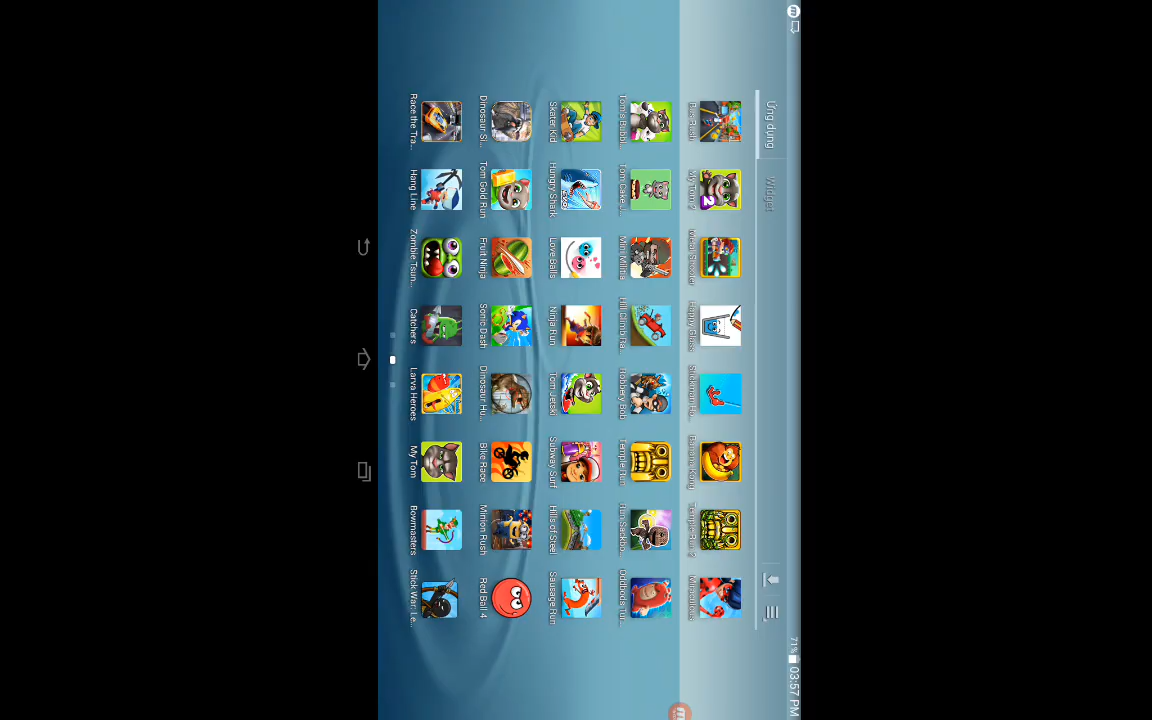 71% 03:57 PM
Ứng dụng Widget
Bus Rush My Tom 2 Metal Shooter Happy Glass Stickman Ho... Banana Kong Temple Run 2 Miraculous
Tom's Bubbl... Tom Cake J... Mini Militia Hill Climb Ra... Robbery Bob Temple Run Run Sackbo... Oddbods Tur...
Skater Kid Hungry Shark Love Balls Ninja Run Tom Jetski Subway Surf Hills of Steel Sausage Run
Dinosaur Si... Tom Gold Run Fruit Ninja Sonic Dash Dinosaur Hu... Bike Race Minion Rush Red Ball 4
Race the Tra... Hang Line Zombie Tsun... Catchers Larva Heroes My Tom Bowmasters Stick War: Le...